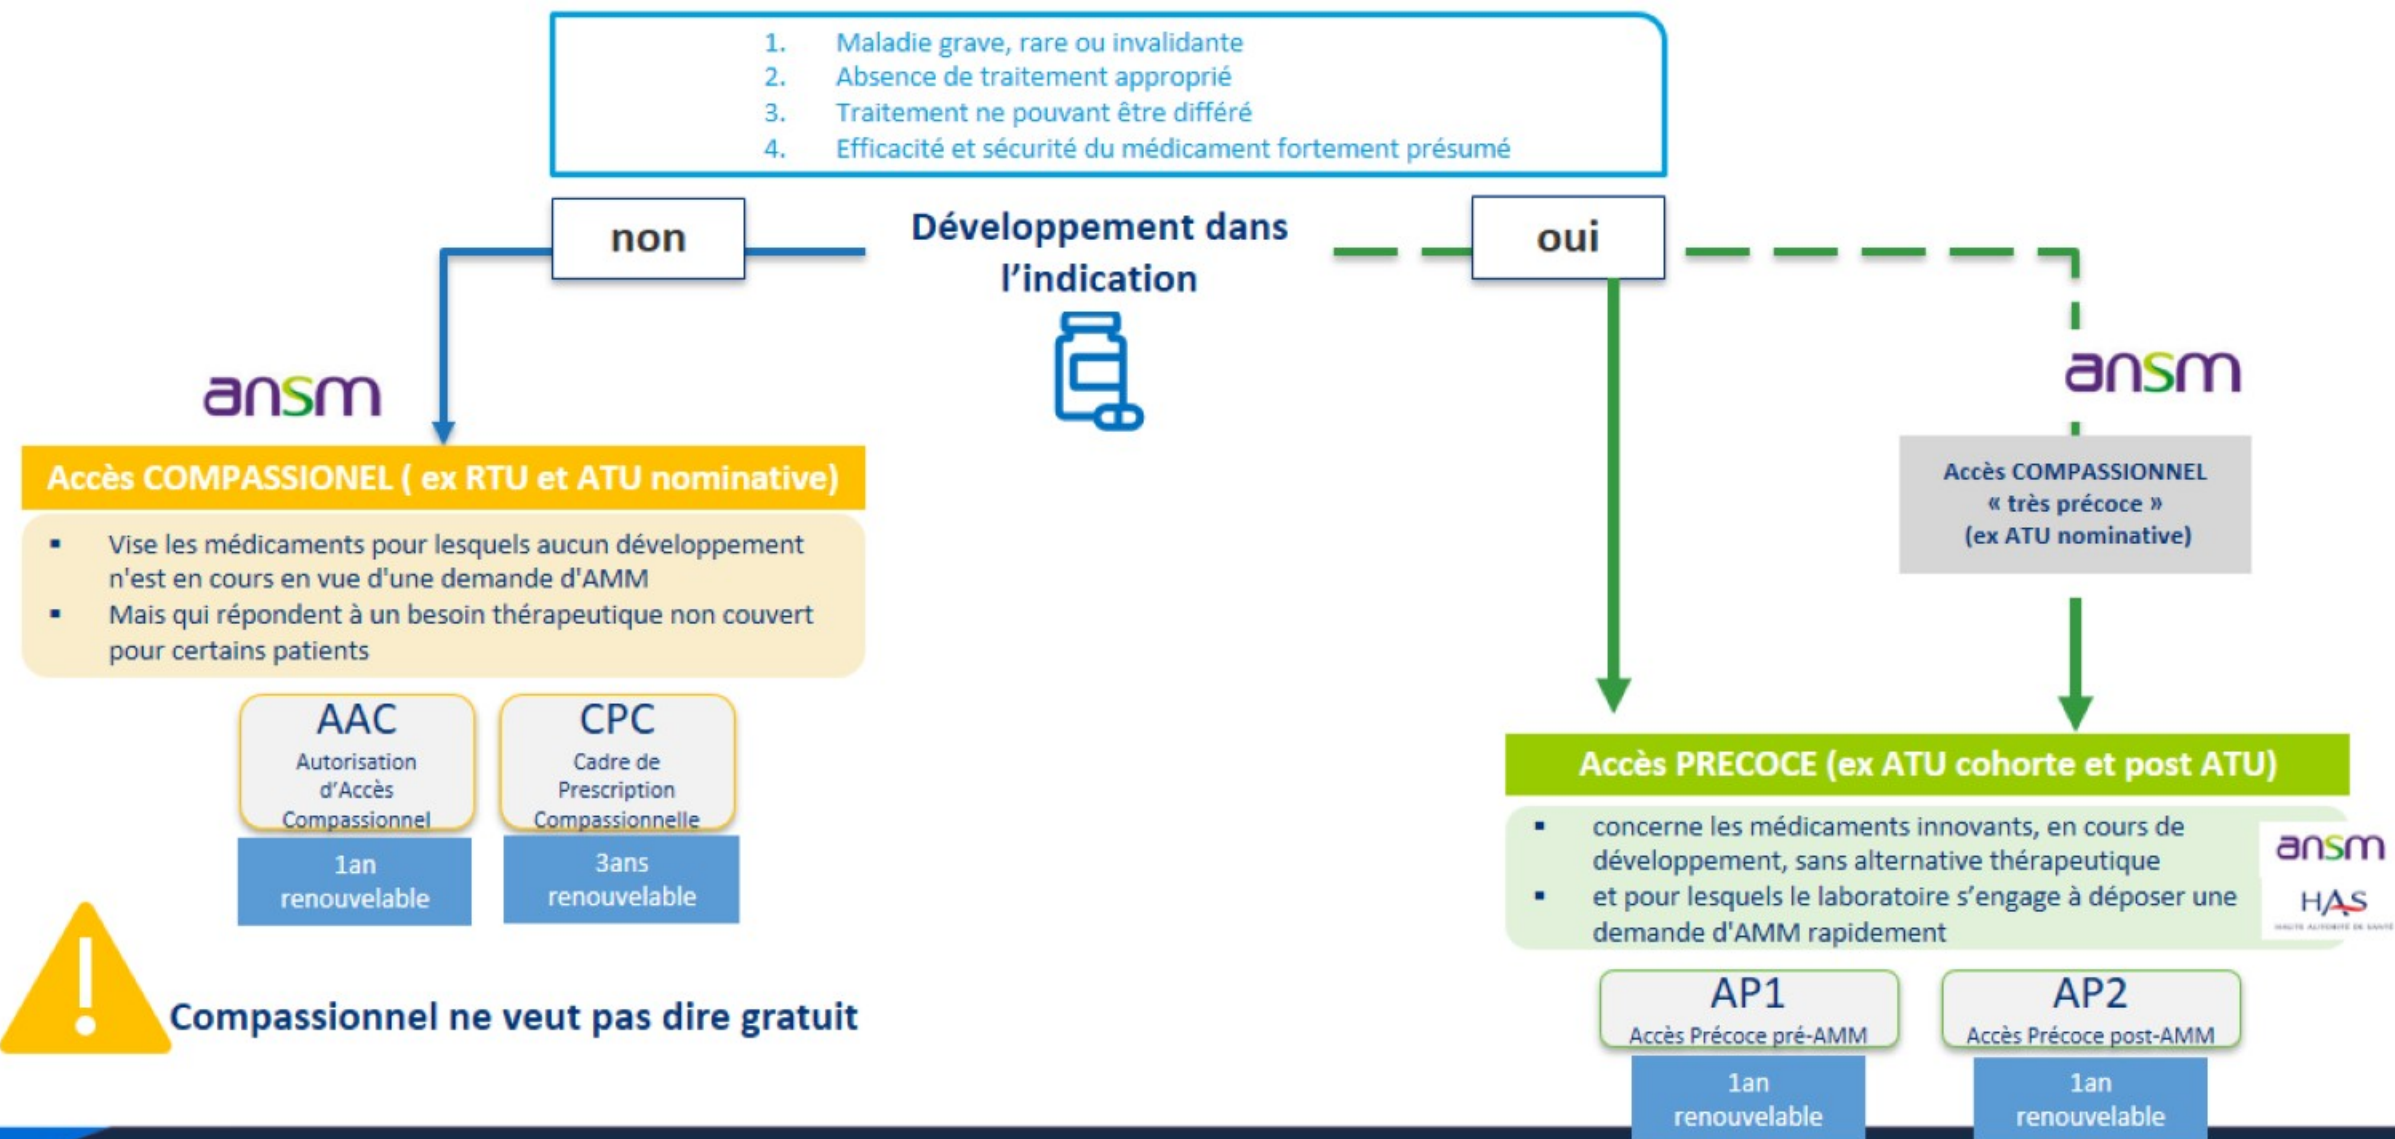 1. Maladie grave, rare ou invalidante
2. Absence de traitement approprié
3. Traitement ne pouvant être différé
4. Efficacité et sécurité du médicament fortement présumé
non
Développement dans
l'indication
oui
ansm
Accès COMPASSIONEL ( ex RTU et ATU nominative)
▪ Vise les médicaments pour lesquels aucun développement
n'est en cours en vue d'une demande d'AMM
▪ Mais qui répondent à un besoin thérapeutique non couvert
pour certains patients
AAC
Autorisation
d'Accès
Compassionnel
1an
renouvelable
CPC
Cadre de
Prescription
Compassionnelle
3ans
renouvelable
!
Compassionnel ne veut pas dire gratuit
ansm
Accès COMPASSIONNEL
« très précoce »
(ex ATU nominative)
Accès PRECOCE (ex ATU cohorte et post ATU)
▪ concerne les médicaments innovants, en cours de
développement, sans alternative thérapeutique
▪ et pour lesquels le laboratoire s'engage à déposer une
demande d'AMM rapidement
ansm
HAS
HAUTE AUTORITÉ DE SANTÉ
AP1
Accès Précoce pré-AMM
1an
renouvelable
AP2
Accès Précoce post-AMM
1an
renouvelable